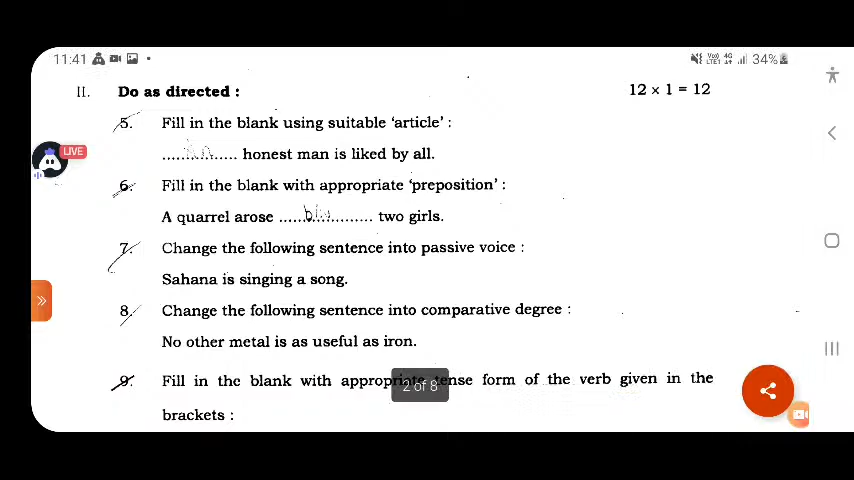 11:41
34%
II. Do as directed : 12 × 1 = 12
5. Fill in the blank using suitable 'article' :
.................. honest man is liked by all.
LIVE
6. Fill in the blank with appropriate 'preposition' :
A quarrel arose ...................... two girls.
7. Change the following sentence into passive voice :
Sahana is singing a song.
8. Change the following sentence into comparative degree :
No other metal is as useful as iron.
9. Fill in the blank with appropriate tense form of the verb given in the
2 of 8
brackets :